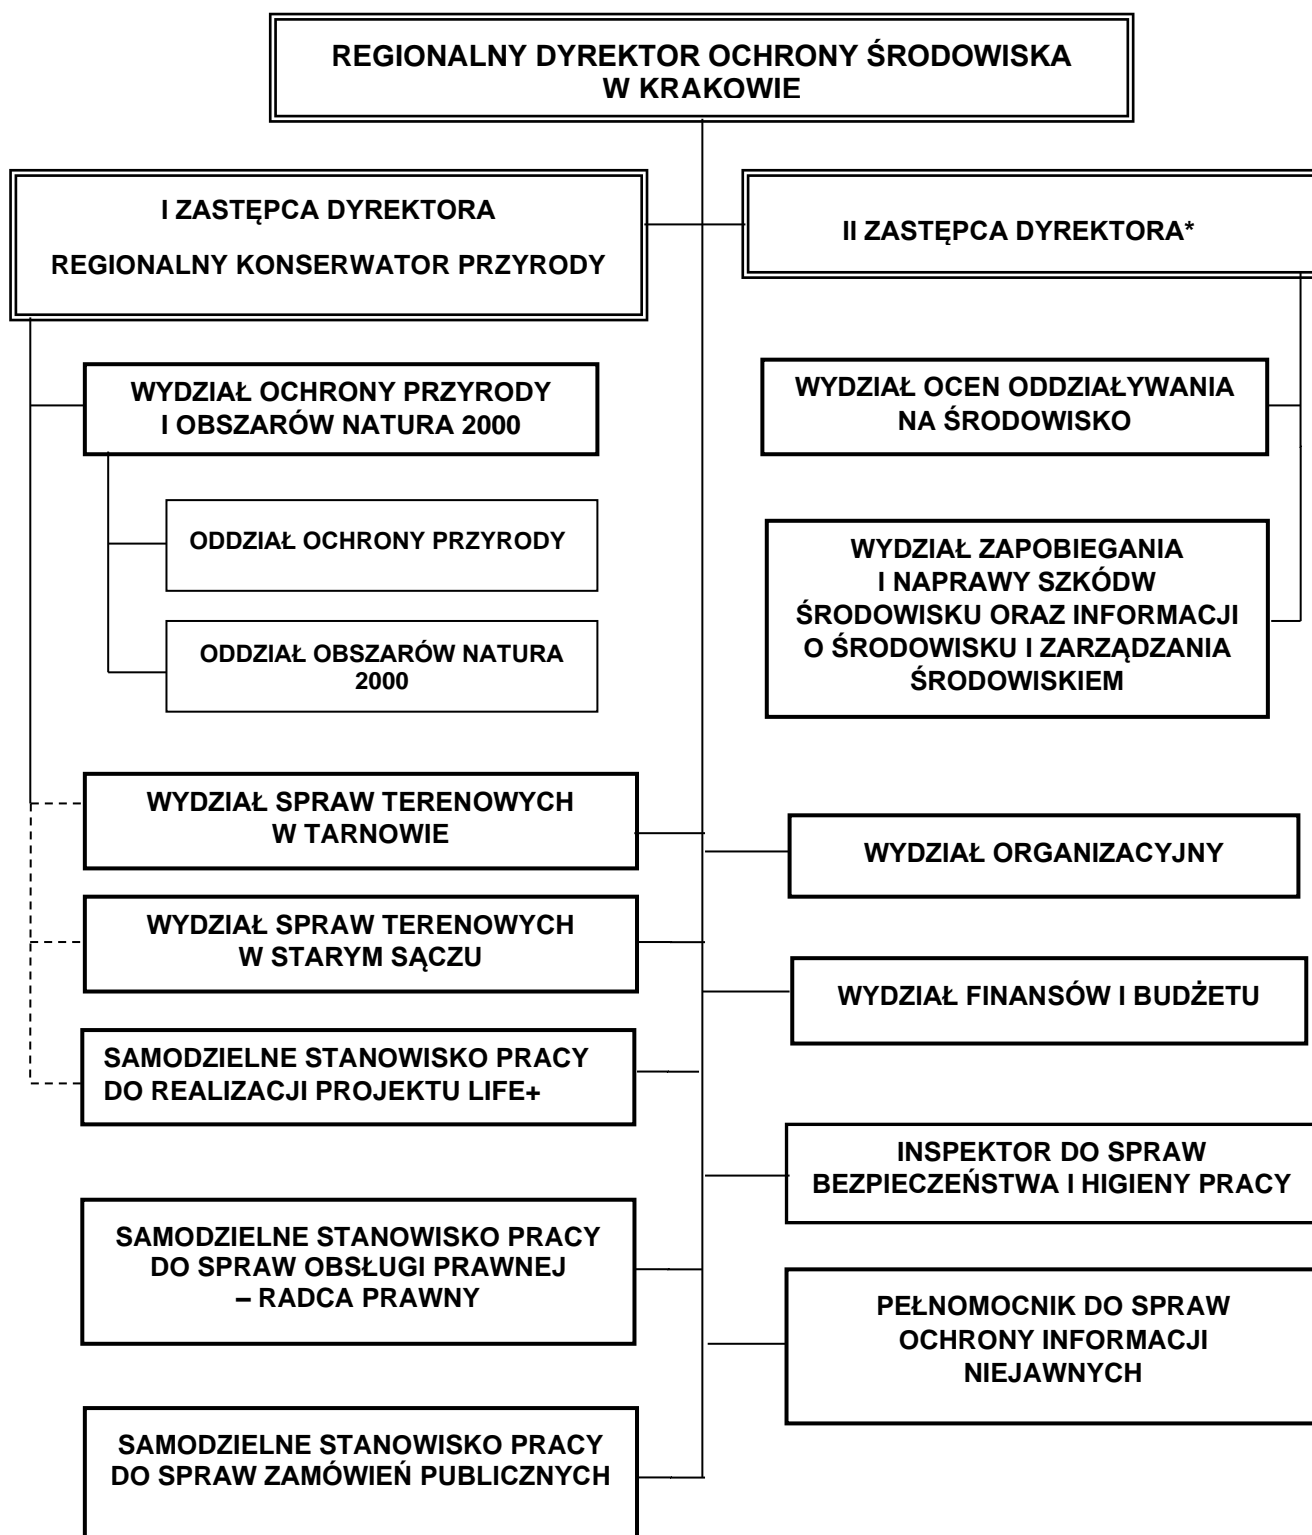 REGIONALNY DYREKTOR OCHRONY ŚRODOWISKA
W KRAKOWIE
I ZASTĘPCA DYREKTORA
REGIONALNY KONSERWATOR PRZYRODY
II ZASTĘPCA DYREKTORA*
WYDZIAŁ OCHRONY PRZYRODY
I OBSZARÓW NATURA 2000
ODDZIAŁ OCHRONY PRZYRODY
ODDZIAŁ OBSZARÓW NATURA
2000
WYDZIAŁ OCEN ODDZIAŁYWANIA
NA ŚRODOWISKO
WYDZIAŁ ZAPOBIEGANIA
I NAPRAWY SZKÓDW
ŚRODOWISKU ORAZ INFORMACJI
O ŚRODOWISKU I ZARZĄDZANIA
ŚRODOWISKIEM
WYDZIAŁ SPRAW TERENOWYCH
W TARNOWIE
WYDZIAŁ SPRAW TERENOWYCH
W STARYM SĄCZU
SAMODZIELNE STANOWISKO PRACY
DO REALIZACJI PROJEKTU LIFE+
SAMODZIELNE STANOWISKO PRACY
DO SPRAW OBSŁUGI PRAWNEJ
– RADCA PRAWNY
SAMODZIELNE STANOWISKO PRACY
DO SPRAW ZAMÓWIEŃ PUBLICZNYCH
WYDZIAŁ ORGANIZACYJNY
WYDZIAŁ FINANSÓW I BUDŻETU
INSPEKTOR DO SPRAW
BEZPIECZEŃSTWA I HIGIENY PRACY
PEŁNOMOCNIK DO SPRAW
OCHRONY INFORMACJI
NIEJAWNYCH